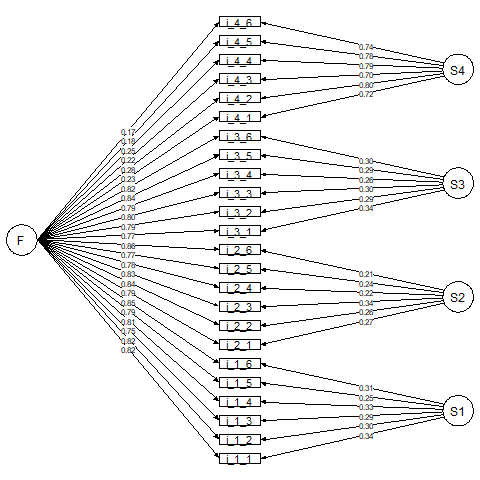 F
0.17
0.18
0.25
0.22
0.28
0.23
0.82
0.84
0.79
0.80
0.79
0.77
0.86
0.77
0.78
0.83
0.84
0.79
0.85
0.79
0.81
0.75
0.82
0.82
i_4_6
i_4_5
i_4_4
i_4_3
i_4_2
i_4_1
i_3_6
i_3_5
i_3_4
i_3_3
i_3_2
i_3_1
i_2_6
i_2_5
i_2_4
i_2_3
i_2_2
i_2_1
i_1_6
i_1_5
i_1_4
i_1_3
i_1_2
i_1_1
0.74
0.78
0.79
0.70
0.80
0.72
S4
0.30
0.29
0.26
0.30
0.29
0.34
S3
0.21
0.24
0.22
0.34
0.26
0.27
S2
0.31
0.25
0.33
0.29
0.30
0.34
S1